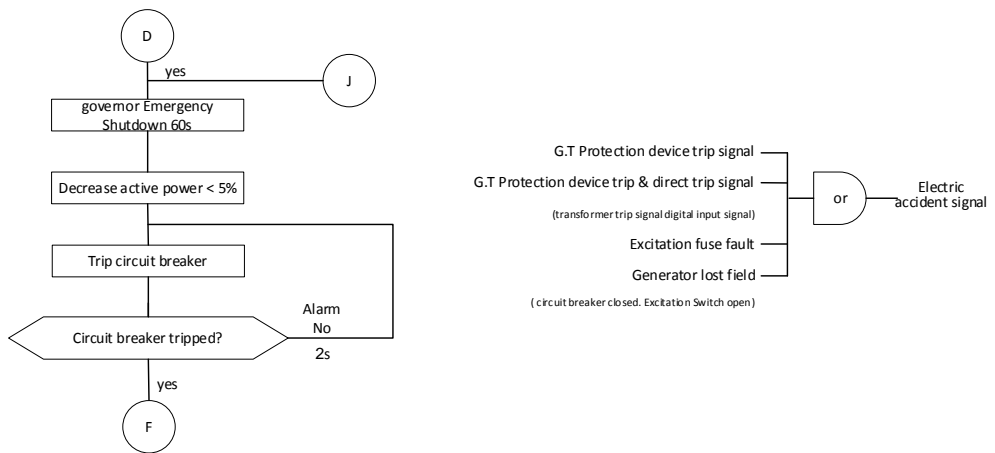 D
yes
J
governor Emergency
Shutdown 60s
Decrease active power < 5%
Trip circuit breaker
Alarm
No
Circuit breaker tripped?
2s
yes
F
G.T Protection device trip signal
G.T Protection device trip & direct trip signal
(transformer trip signal digital input signal)
Excitation fuse fault
Generator lost field
( circuit breaker closed. Excitation Switch open )
or
Electric
accident signal